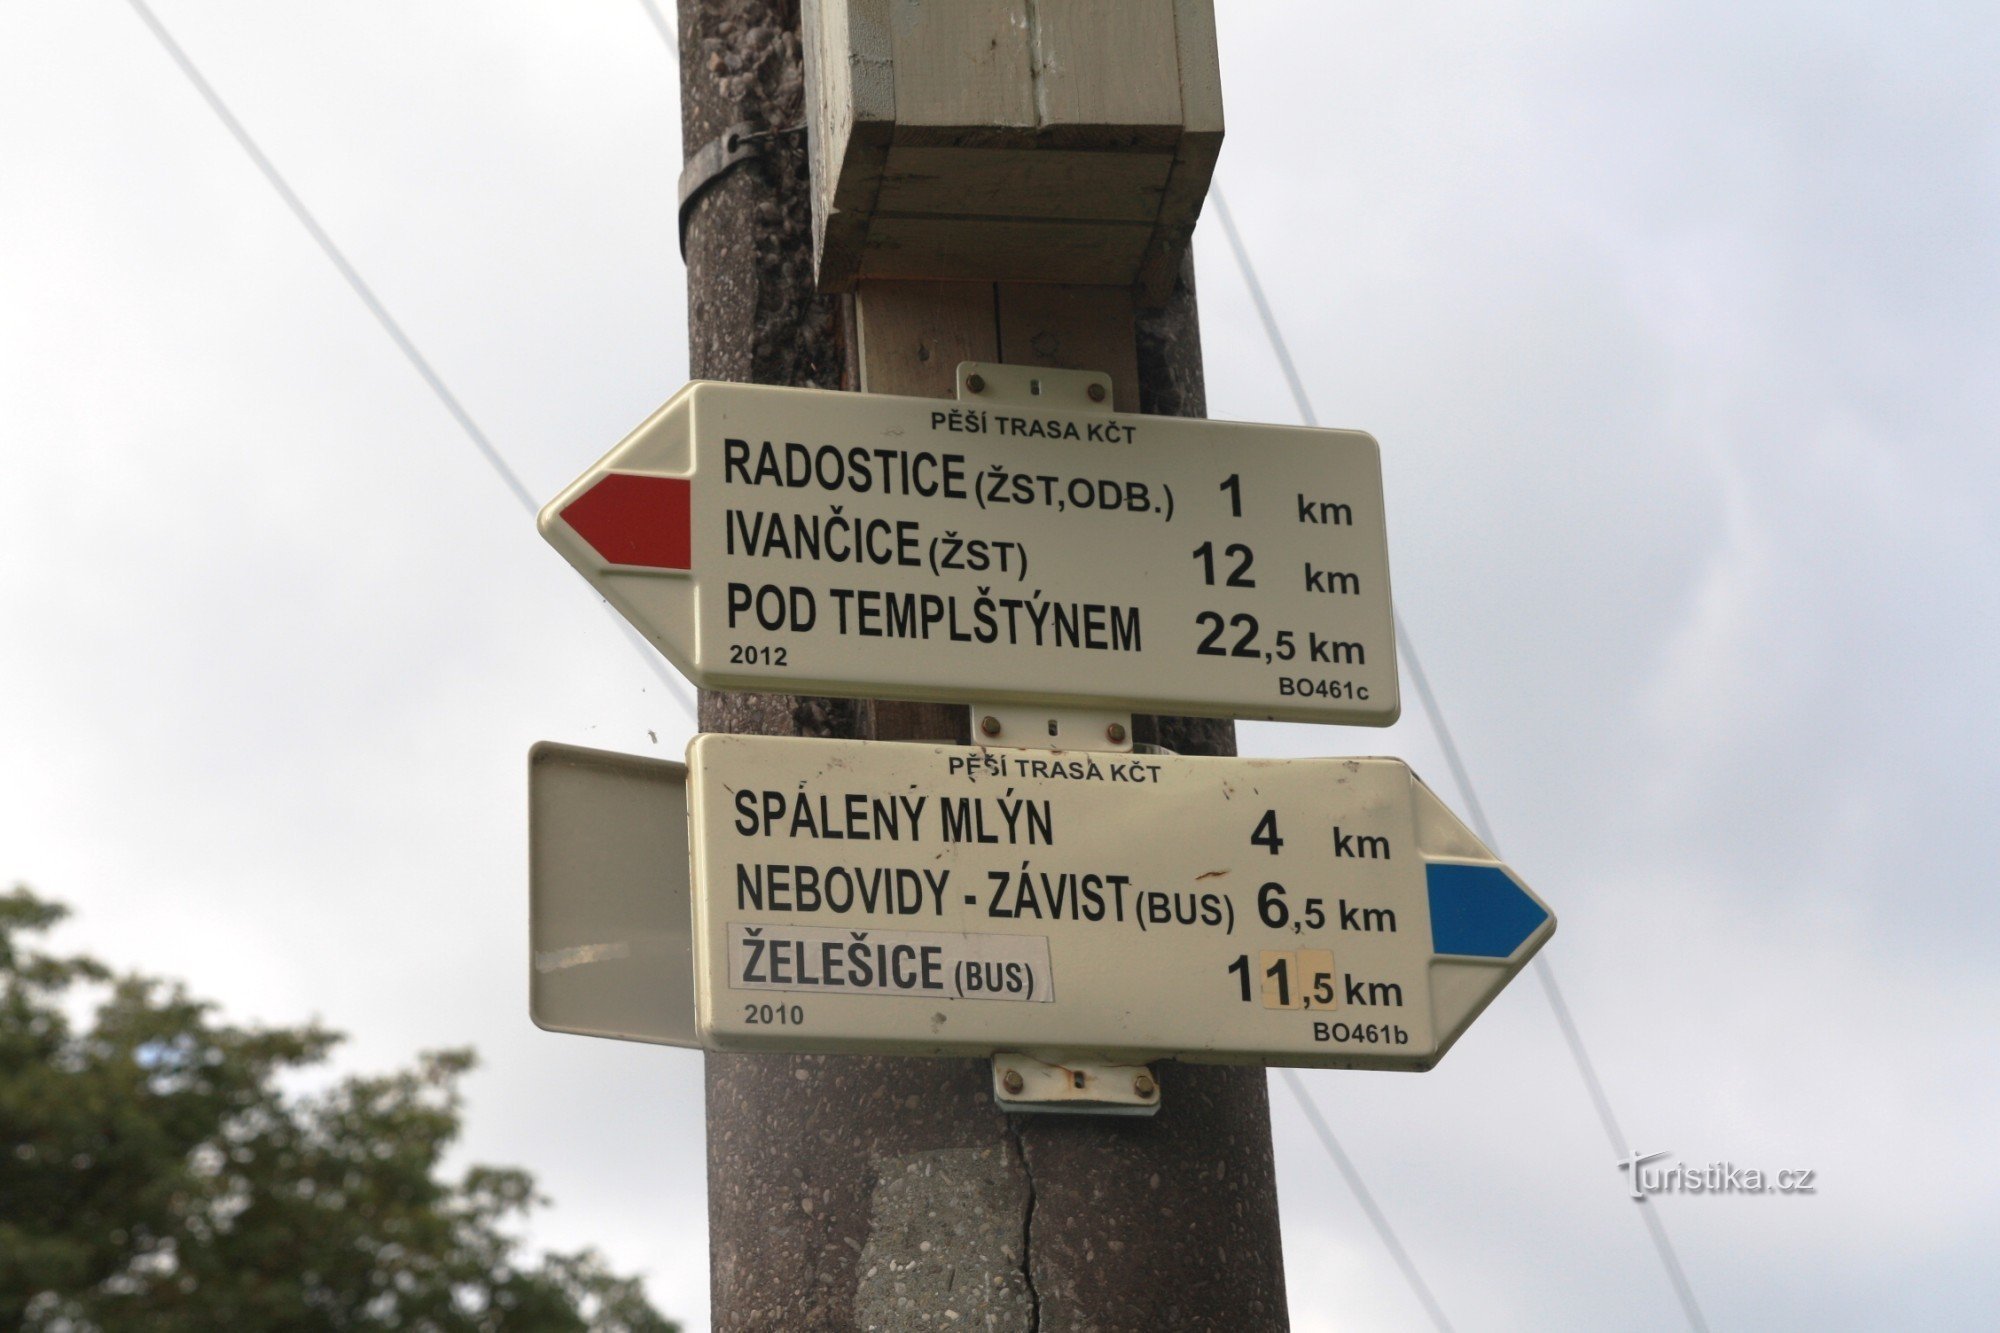 PĚŠÍ TRASA KČT
RADOSTICE (ŽST,ODB.) 1 km
IVANČICE (ŽST) 12 km
POD TEMPLŠTÝNEM 22,5 km
2012 BO461c
PĚŠÍ TRASA KČT
SPÁLENÝ MLÝN 4 km
NEBOVIDY - ZÁVIST (BUS) 6,5 km
ŽELEŠICE (BUS) 11,5 km
2010 BO461b
Turistika.cz